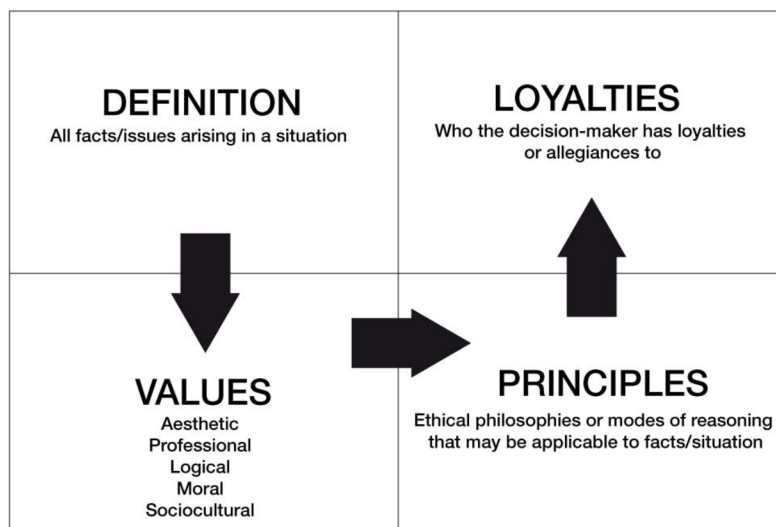 DEFINITION
All facts/issues arising in a situation
LOYALTIES
Who the decision-maker has loyalties
or allegiances to
VALUES
Aesthetic
Professional
Logical
Moral
Sociocultural
PRINCIPLES
Ethical philosophies or modes of reasoning
that may be applicable to facts/situation